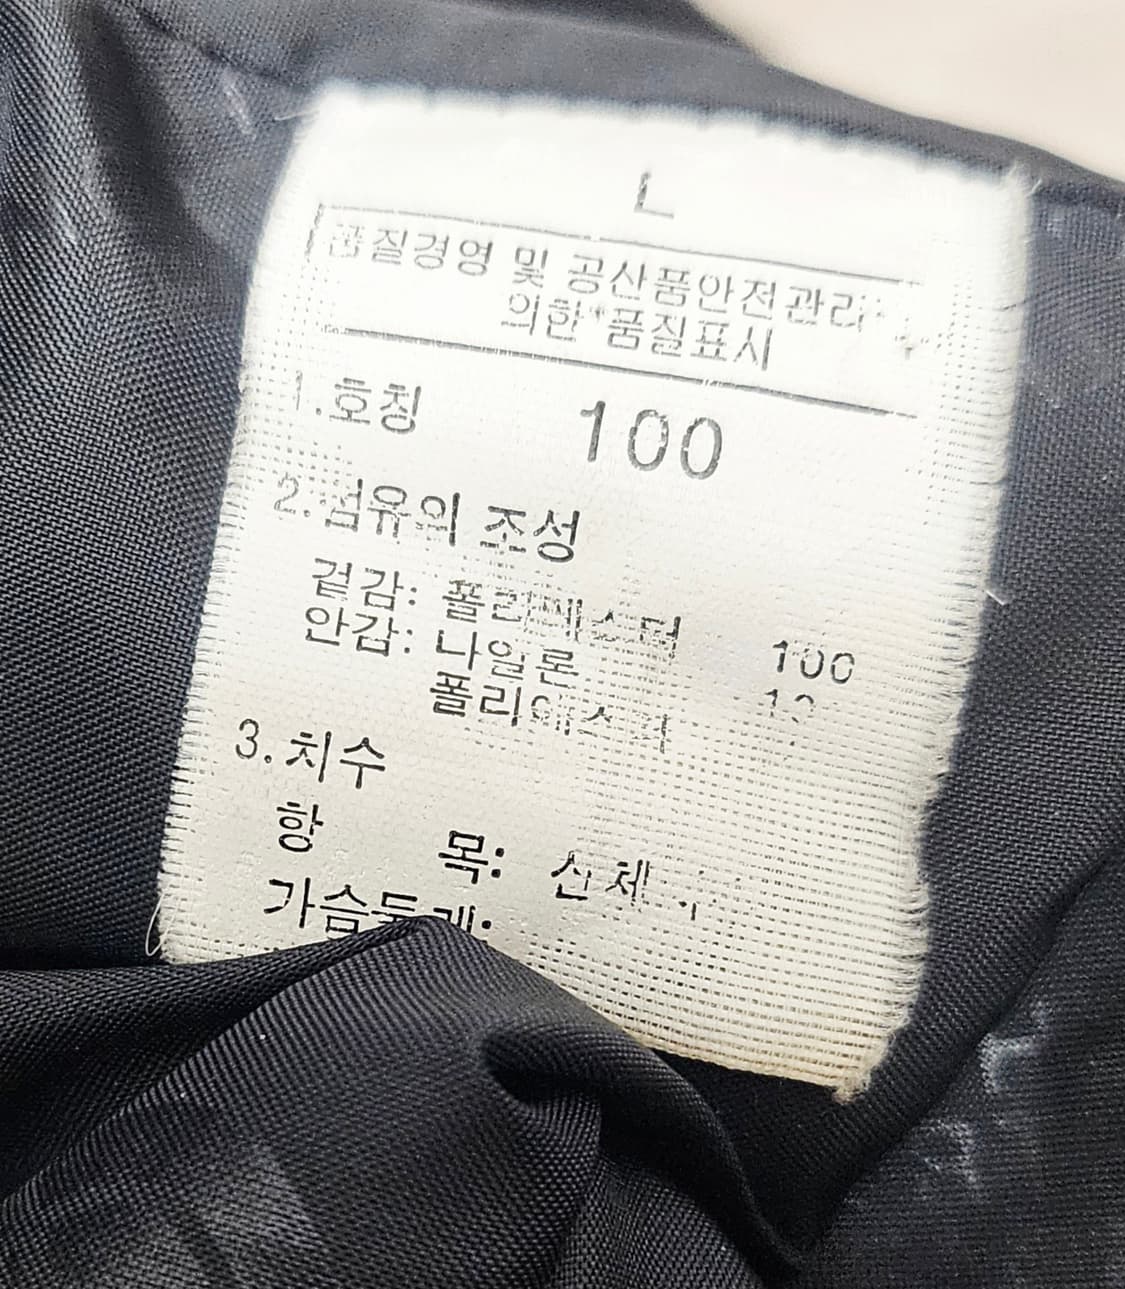 L
품질경영 및 공산품안전관리
의한 품질표시
1.호칭 100
2.섬유의 조성
겉감: 폴리에스터 100
안감: 나일론
폴리에스터
3.치수
항 목: 신체
가슴둘레: